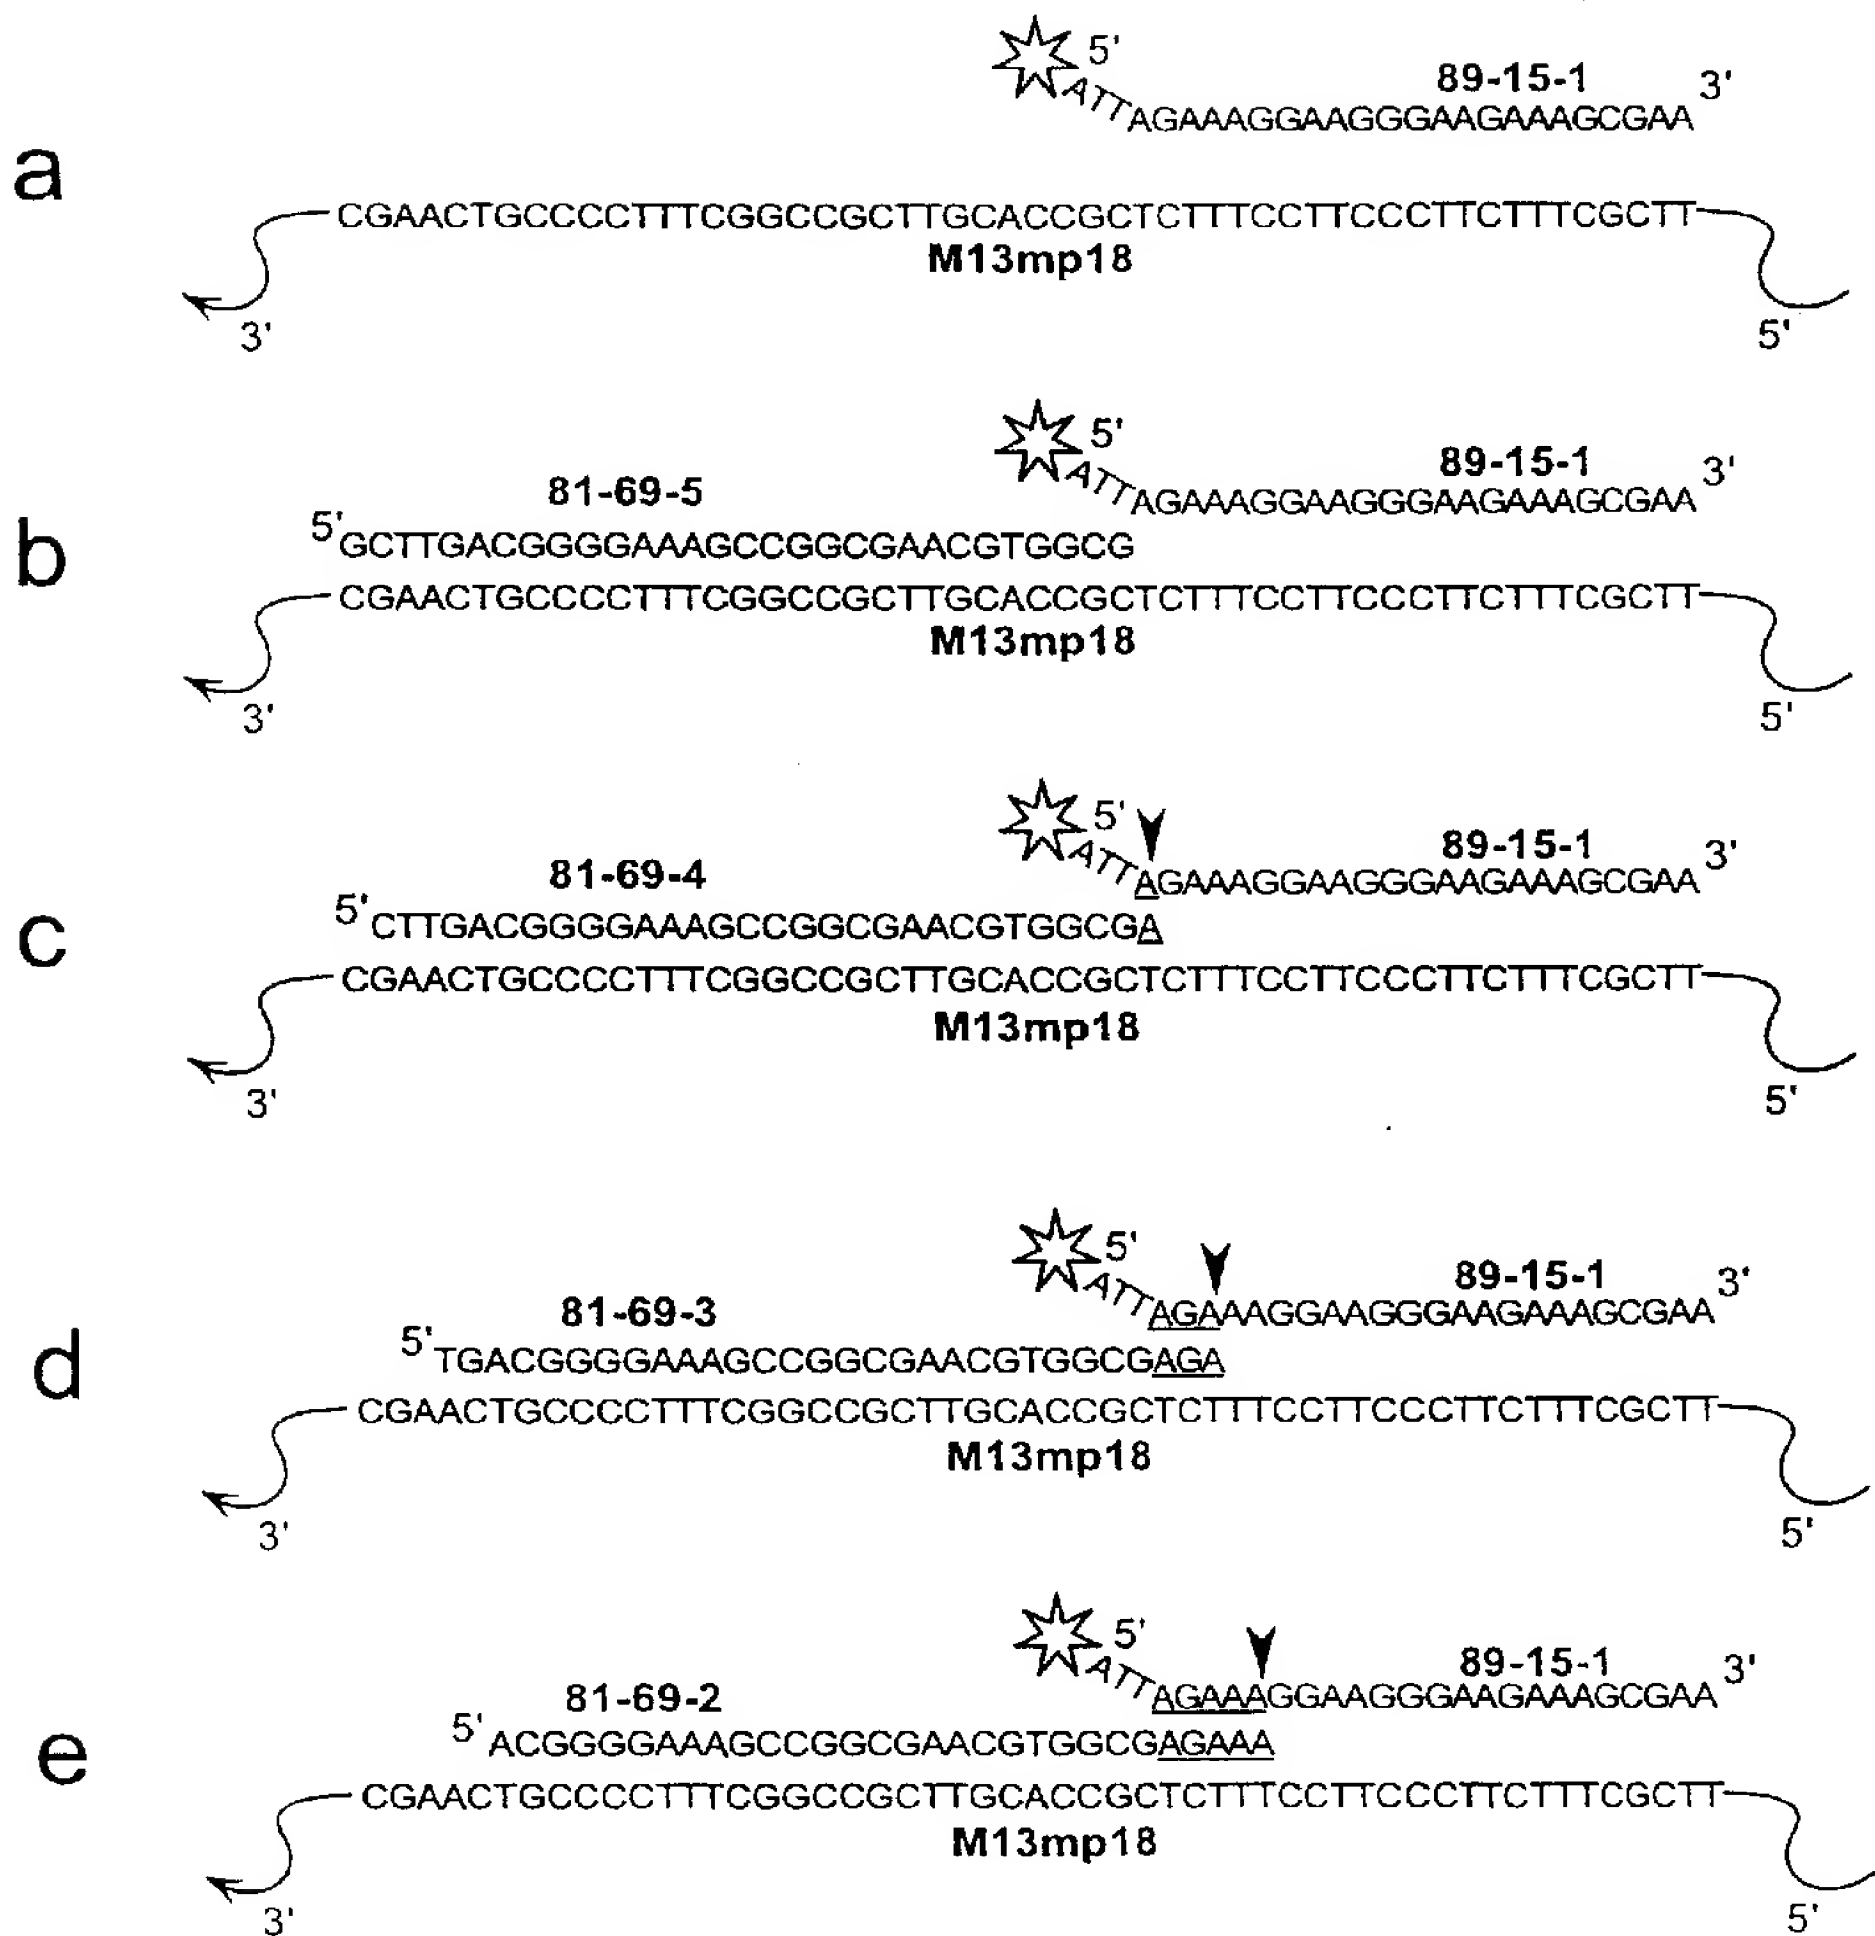 a
5'
89-15-1
3'
ATTAGAAAGGAAGGGAAGAAAGCGAA
CGAACTGCCCCTTTCGGCCGCTTGCACCGCTCTTTCCTTCCCTTCTTTCGCTT
M13mp18
3'
5'
b
5'
89-15-1
3'
81-69-5
ATTAGAAAGGAAGGGAAGAAAGCGAA
5' GCTTGACGGGGAAAGCCGGCGAACGTGGCG
CGAACTGCCCCTTTCGGCCGCTTGCACCGCTCTTTCCTTCCCTTCTTTCGCTT
M13mp18
3'
5'
c
5'
89-15-1
3'
81-69-4
ATTAGAAAGGAAGGGAAGAAAGCGAA
5' CTTGACGGGGAAAGCCGGCGAACGTGGCGA
CGAACTGCCCCTTTCGGCCGCTTGCACCGCTCTTTCCTTCCCTTCTTTCGCTT
M13mp18
3'
5'
d
5'
89-15-1
3'
81-69-3
ATTAGAAAGGAAGGGAAGAAAGCGAA
5' TGACGGGGAAAGCCGGCGAACGTGGCGAGA
CGAACTGCCCCTTTCGGCCGCTTGCACCGCTCTTTCCTTCCCTTCTTTCGCTT
M13mp18
3'
5'
e
5'
89-15-1
3'
81-69-2
ATTAGAAAGGAAGGGAAGAAAGCGAA
5' ACGGGGAAAGCCGGCGAACGTGGCGAGAAA
CGAACTGCCCCTTTCGGCCGCTTGCACCGCTCTTTCCTTCCCTTCTTTCGCTT
M13mp18
3'
5'